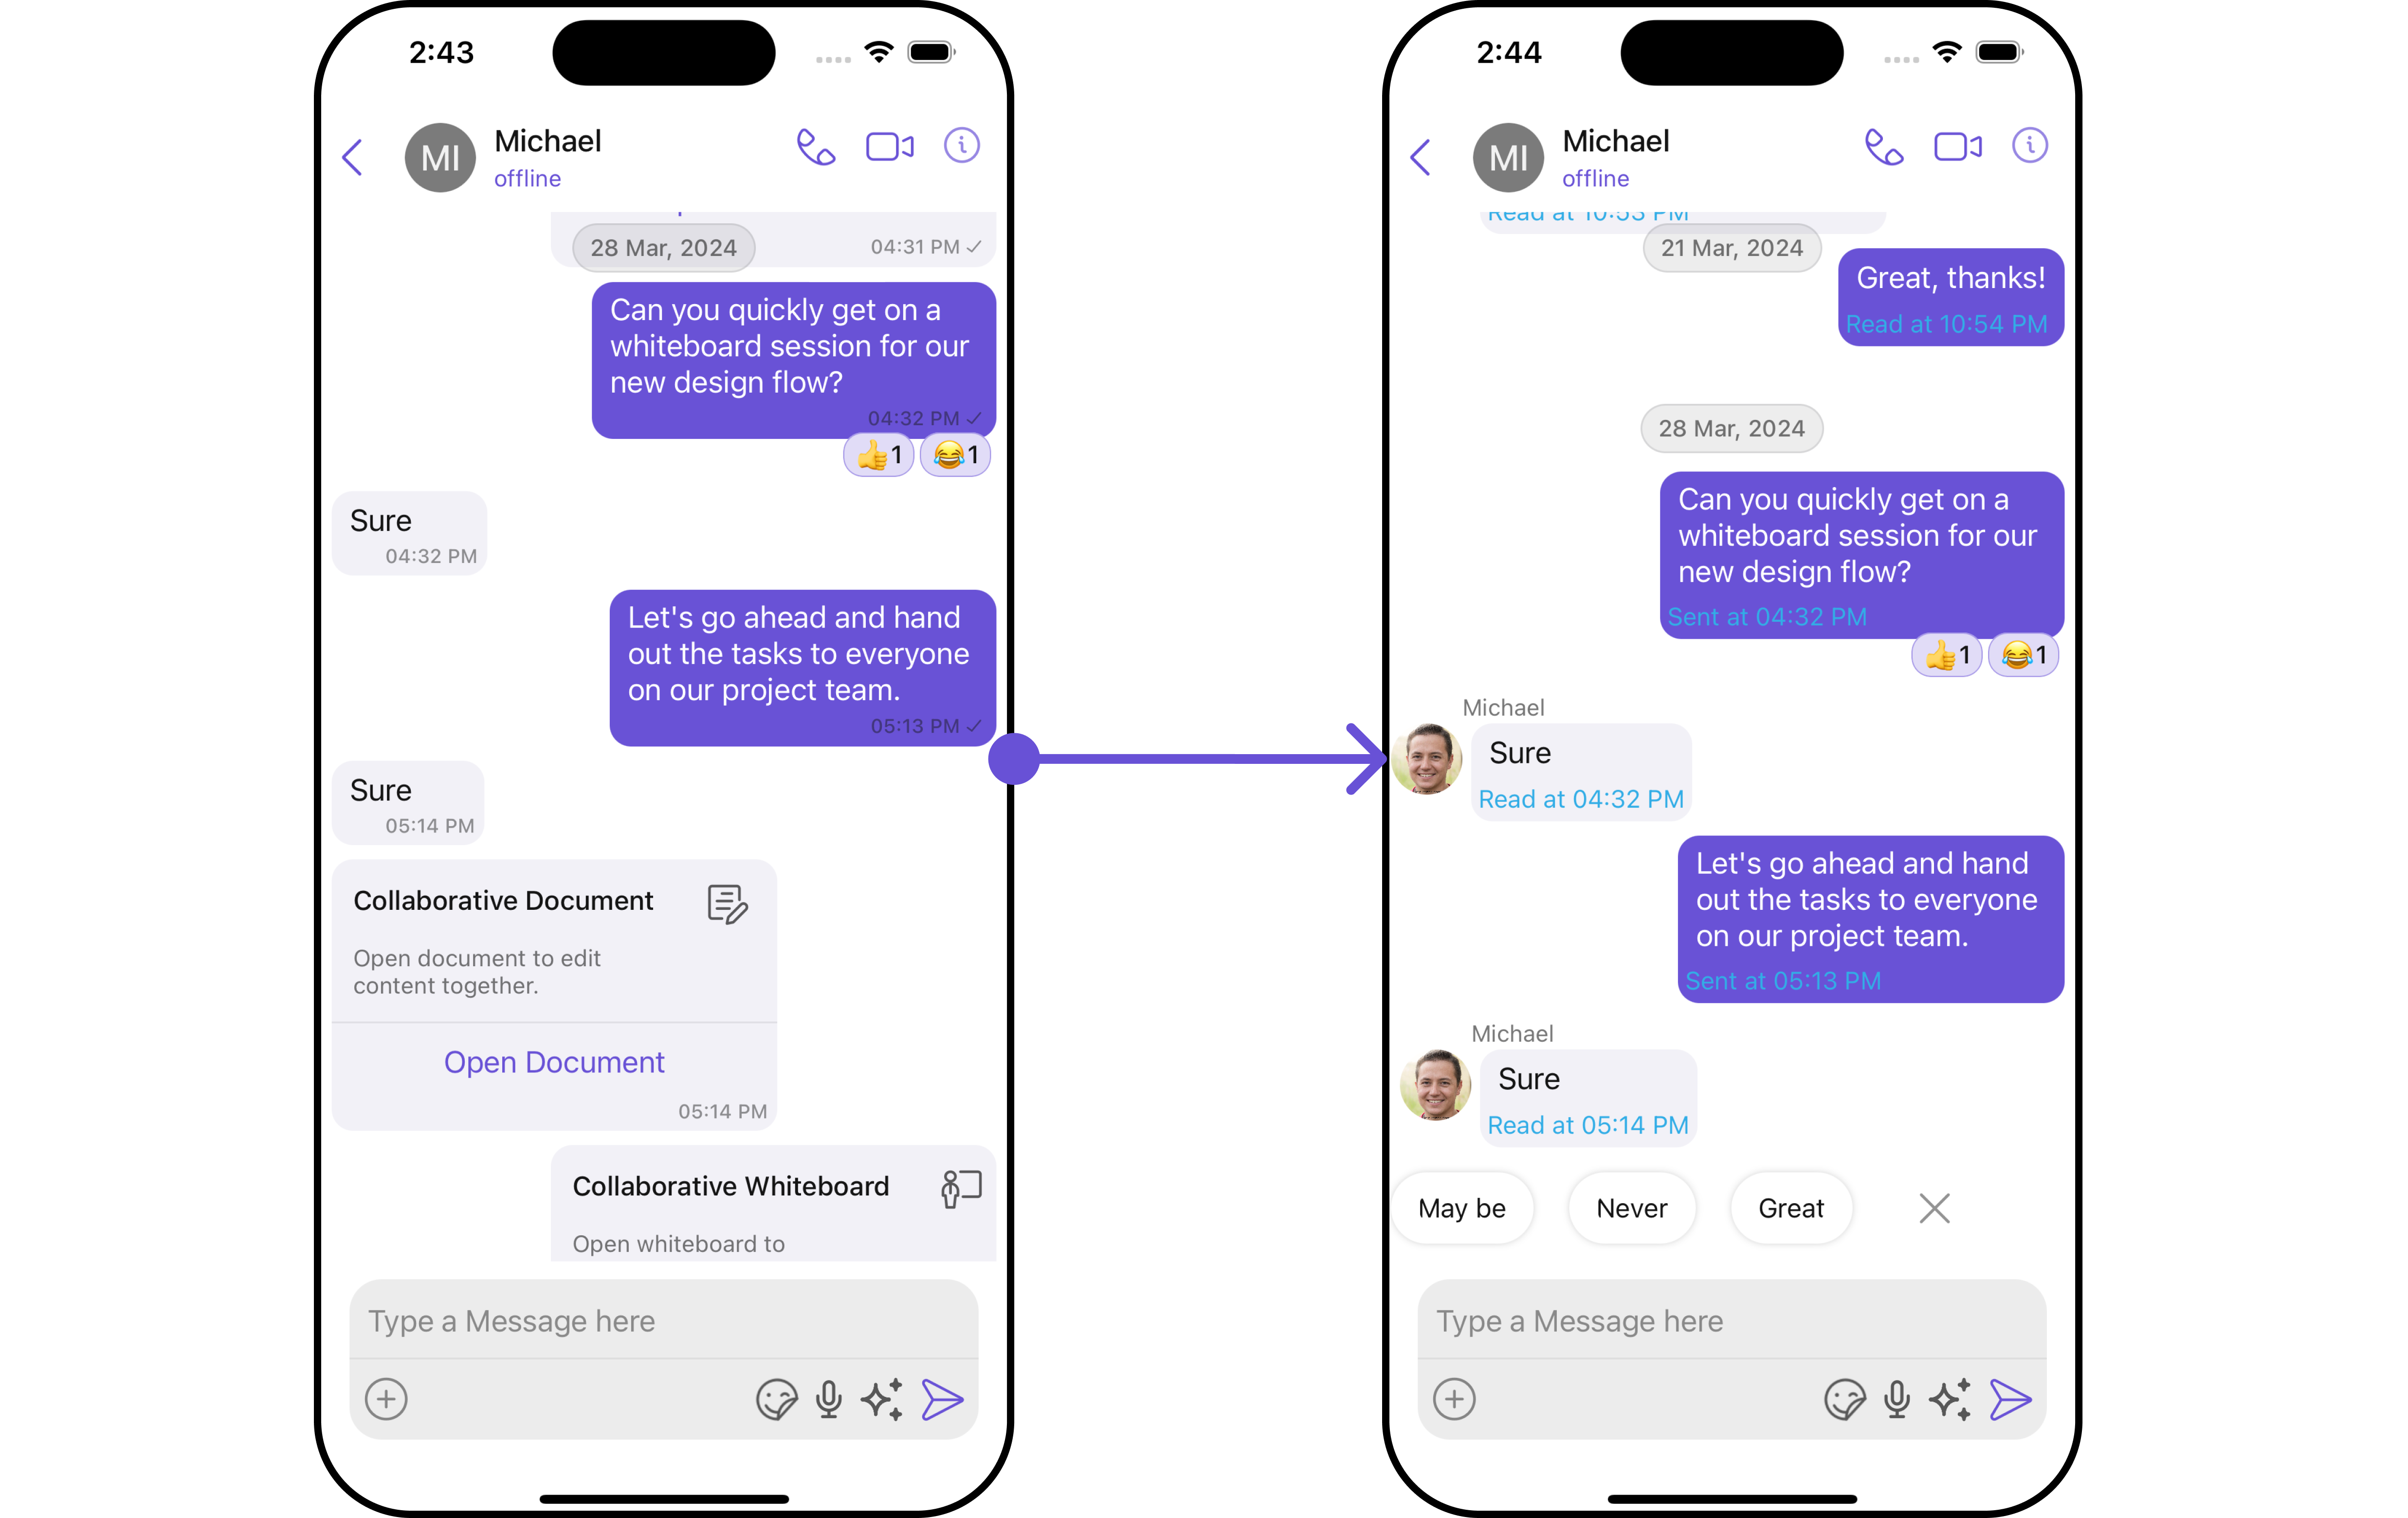 2:43
MI
Michael
offline
28 Mar, 2024
04:31 PM
Can you quickly get on a
whiteboard session for our
new design flow?
04:32 PM
👍1 😂1
Sure
04:32 PM
Let's go ahead and hand
out the tasks to everyone
on our project team.
05:13 PM
Sure
05:14 PM
Collaborative Document
Open document to edit
content together.
Open Document
05:14 PM
Collaborative Whiteboard
Open whiteboard to
Type a Message here
2:44
MI
Michael
offline
Read at 10:53 PM
21 Mar, 2024
Great, thanks!
Read at 10:54 PM
28 Mar, 2024
Can you quickly get on a
whiteboard session for our
new design flow?
Sent at 04:32 PM
👍1 😂1
Michael
Sure
Read at 04:32 PM
Let's go ahead and hand
out the tasks to everyone
on our project team.
Sent at 05:13 PM
Michael
Sure
Read at 05:14 PM
May be
Never
Great
Type a Message here